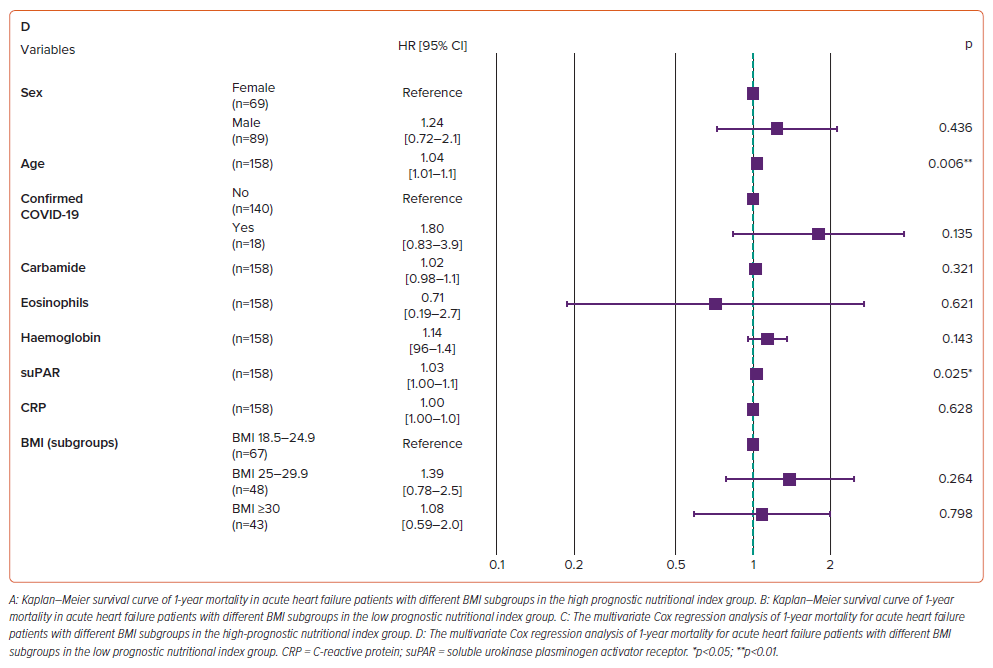 D
Variables
HR [95% CI]
p
Sex
Female
(n=69)
Reference
Male
(n=89)
1.24
[0.72–2.1]
0.436
Age
(n=158)
1.04
[1.01–1.1]
0.006**
Confirmed
COVID-19
No
(n=140)
Reference
Yes
(n=18)
1.80
[0.83–3.9]
0.135
Carbamide
(n=158)
1.02
[0.98–1.1]
0.321
Eosinophils
(n=158)
0.71
[0.19–2.7]
0.621
Haemoglobin
(n=158)
1.14
[96–1.4]
0.143
suPAR
(n=158)
1.03
[1.00–1.1]
0.025*
CRP
(n=158)
1.00
[1.00–1.0]
0.628
BMI (subgroups)
BMI 18.5–24.9
(n=67)
Reference
BMI 25–29.9
(n=48)
1.39
[0.78–2.5]
0.264
BMI ≥30
(n=43)
1.08
[0.59–2.0]
0.798
0.1 0.2 0.5 1 2
A: Kaplan–Meier survival curve of 1-year mortality in acute heart failure patients with different BMI subgroups in the high prognostic nutritional index group. B: Kaplan–Meier survival curve of 1-year
mortality in acute heart failure patients with different BMI subgroups in the low prognostic nutritional index group. C: The multivariate Cox regression analysis of 1-year mortality for acute heart failure
patients with different BMI subgroups in the high-prognostic nutritional index group. D: The multivariate Cox regression analysis of 1-year mortality for acute heart failure patients with different BMI
subgroups in the low prognostic nutritional index group. CRP = C-reactive protein; suPAR = soluble urokinase plasminogen activator receptor. *p<0.05; **p<0.01.